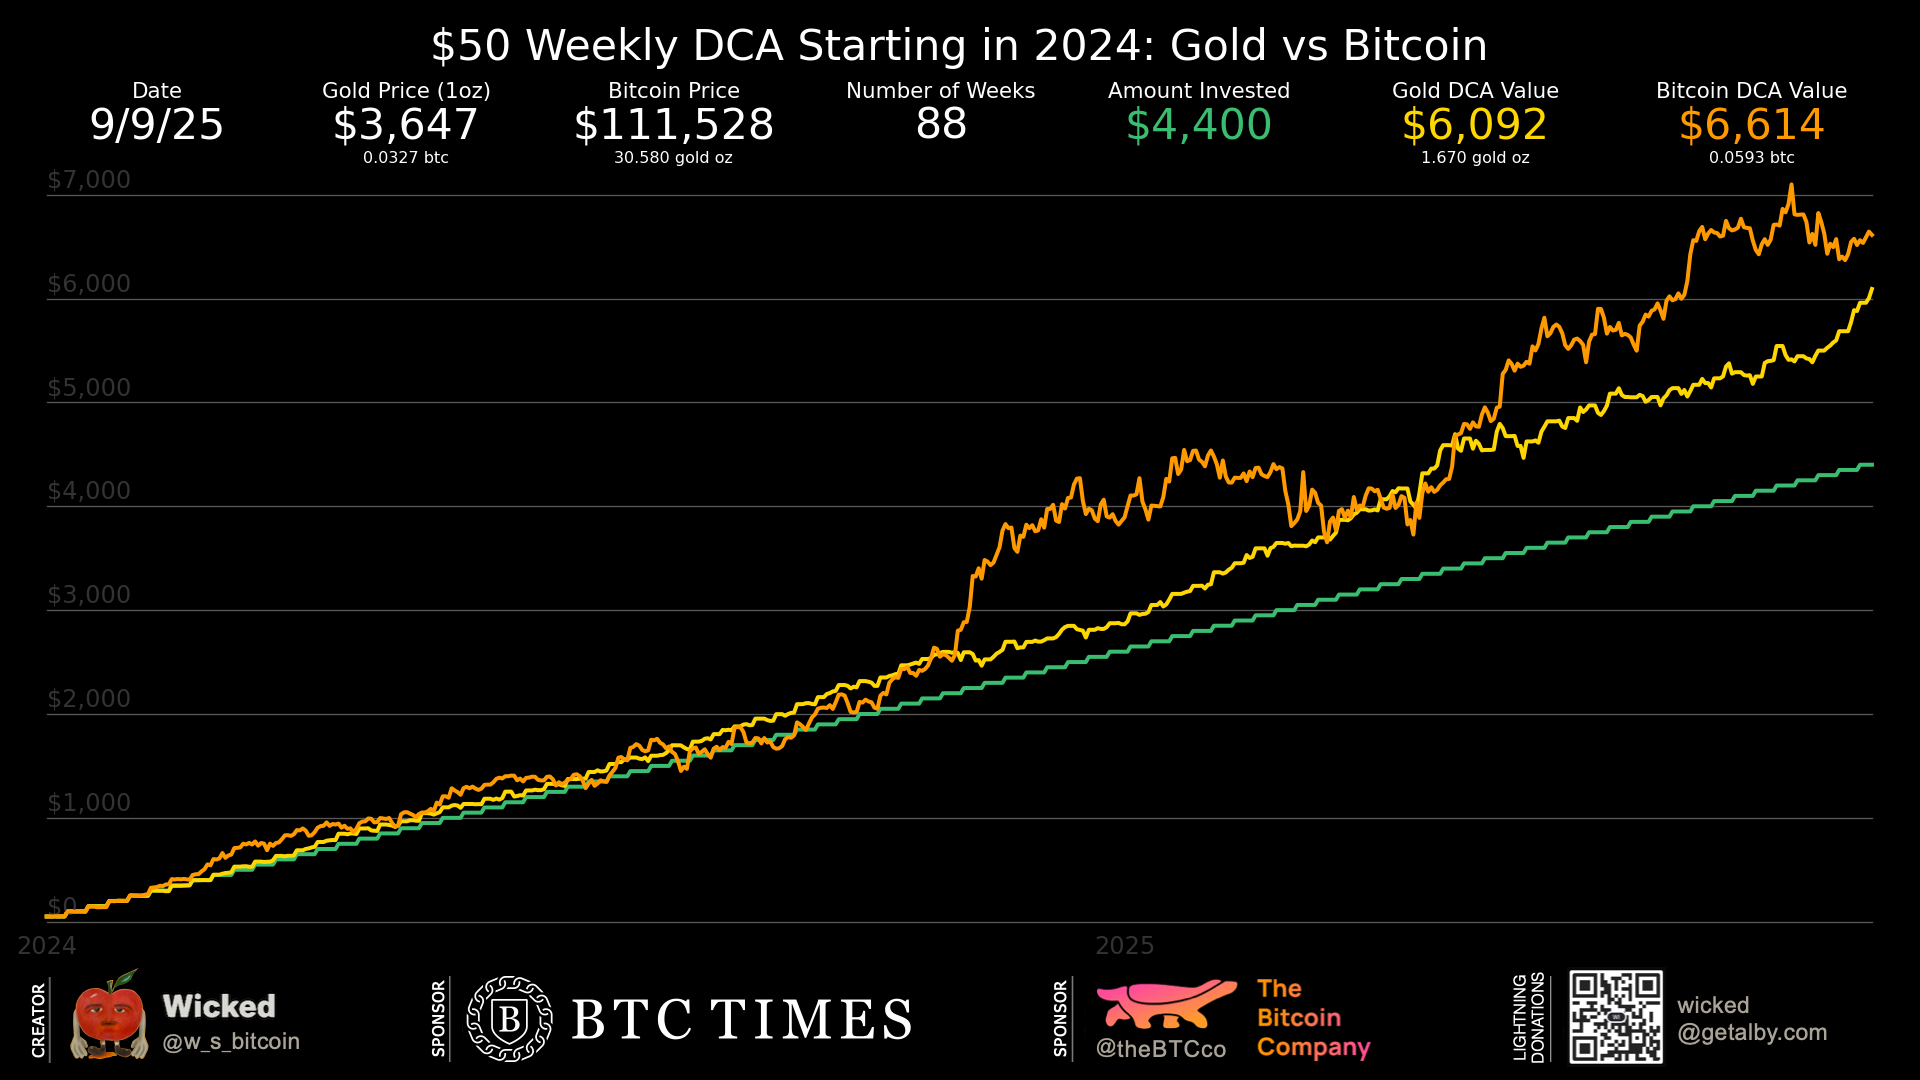 $50 Weekly DCA Starting in 2024: Gold vs Bitcoin
Date
9/9/25
Gold Price (1oz)
$3,647
0.0327 btc
Bitcoin Price
$111,528
30.580 gold oz
Number of Weeks
88
Amount Invested
$4,400
Gold DCA Value
$6,092
1.670 gold oz
Bitcoin DCA Value
$6,614
0.0593 btc
$7,000
$6,000
$5,000
$4,000
$3,000
$2,000
$1,000
$0
2024
2025
CREATOR
Wicked
@w_s_bitcoin
SPONSOR
B
BTC TIMES
SPONSOR
@theBTCco
The
Bitcoin
Company
LIGHTNING
DONATIONS
wicked
@getalby.com